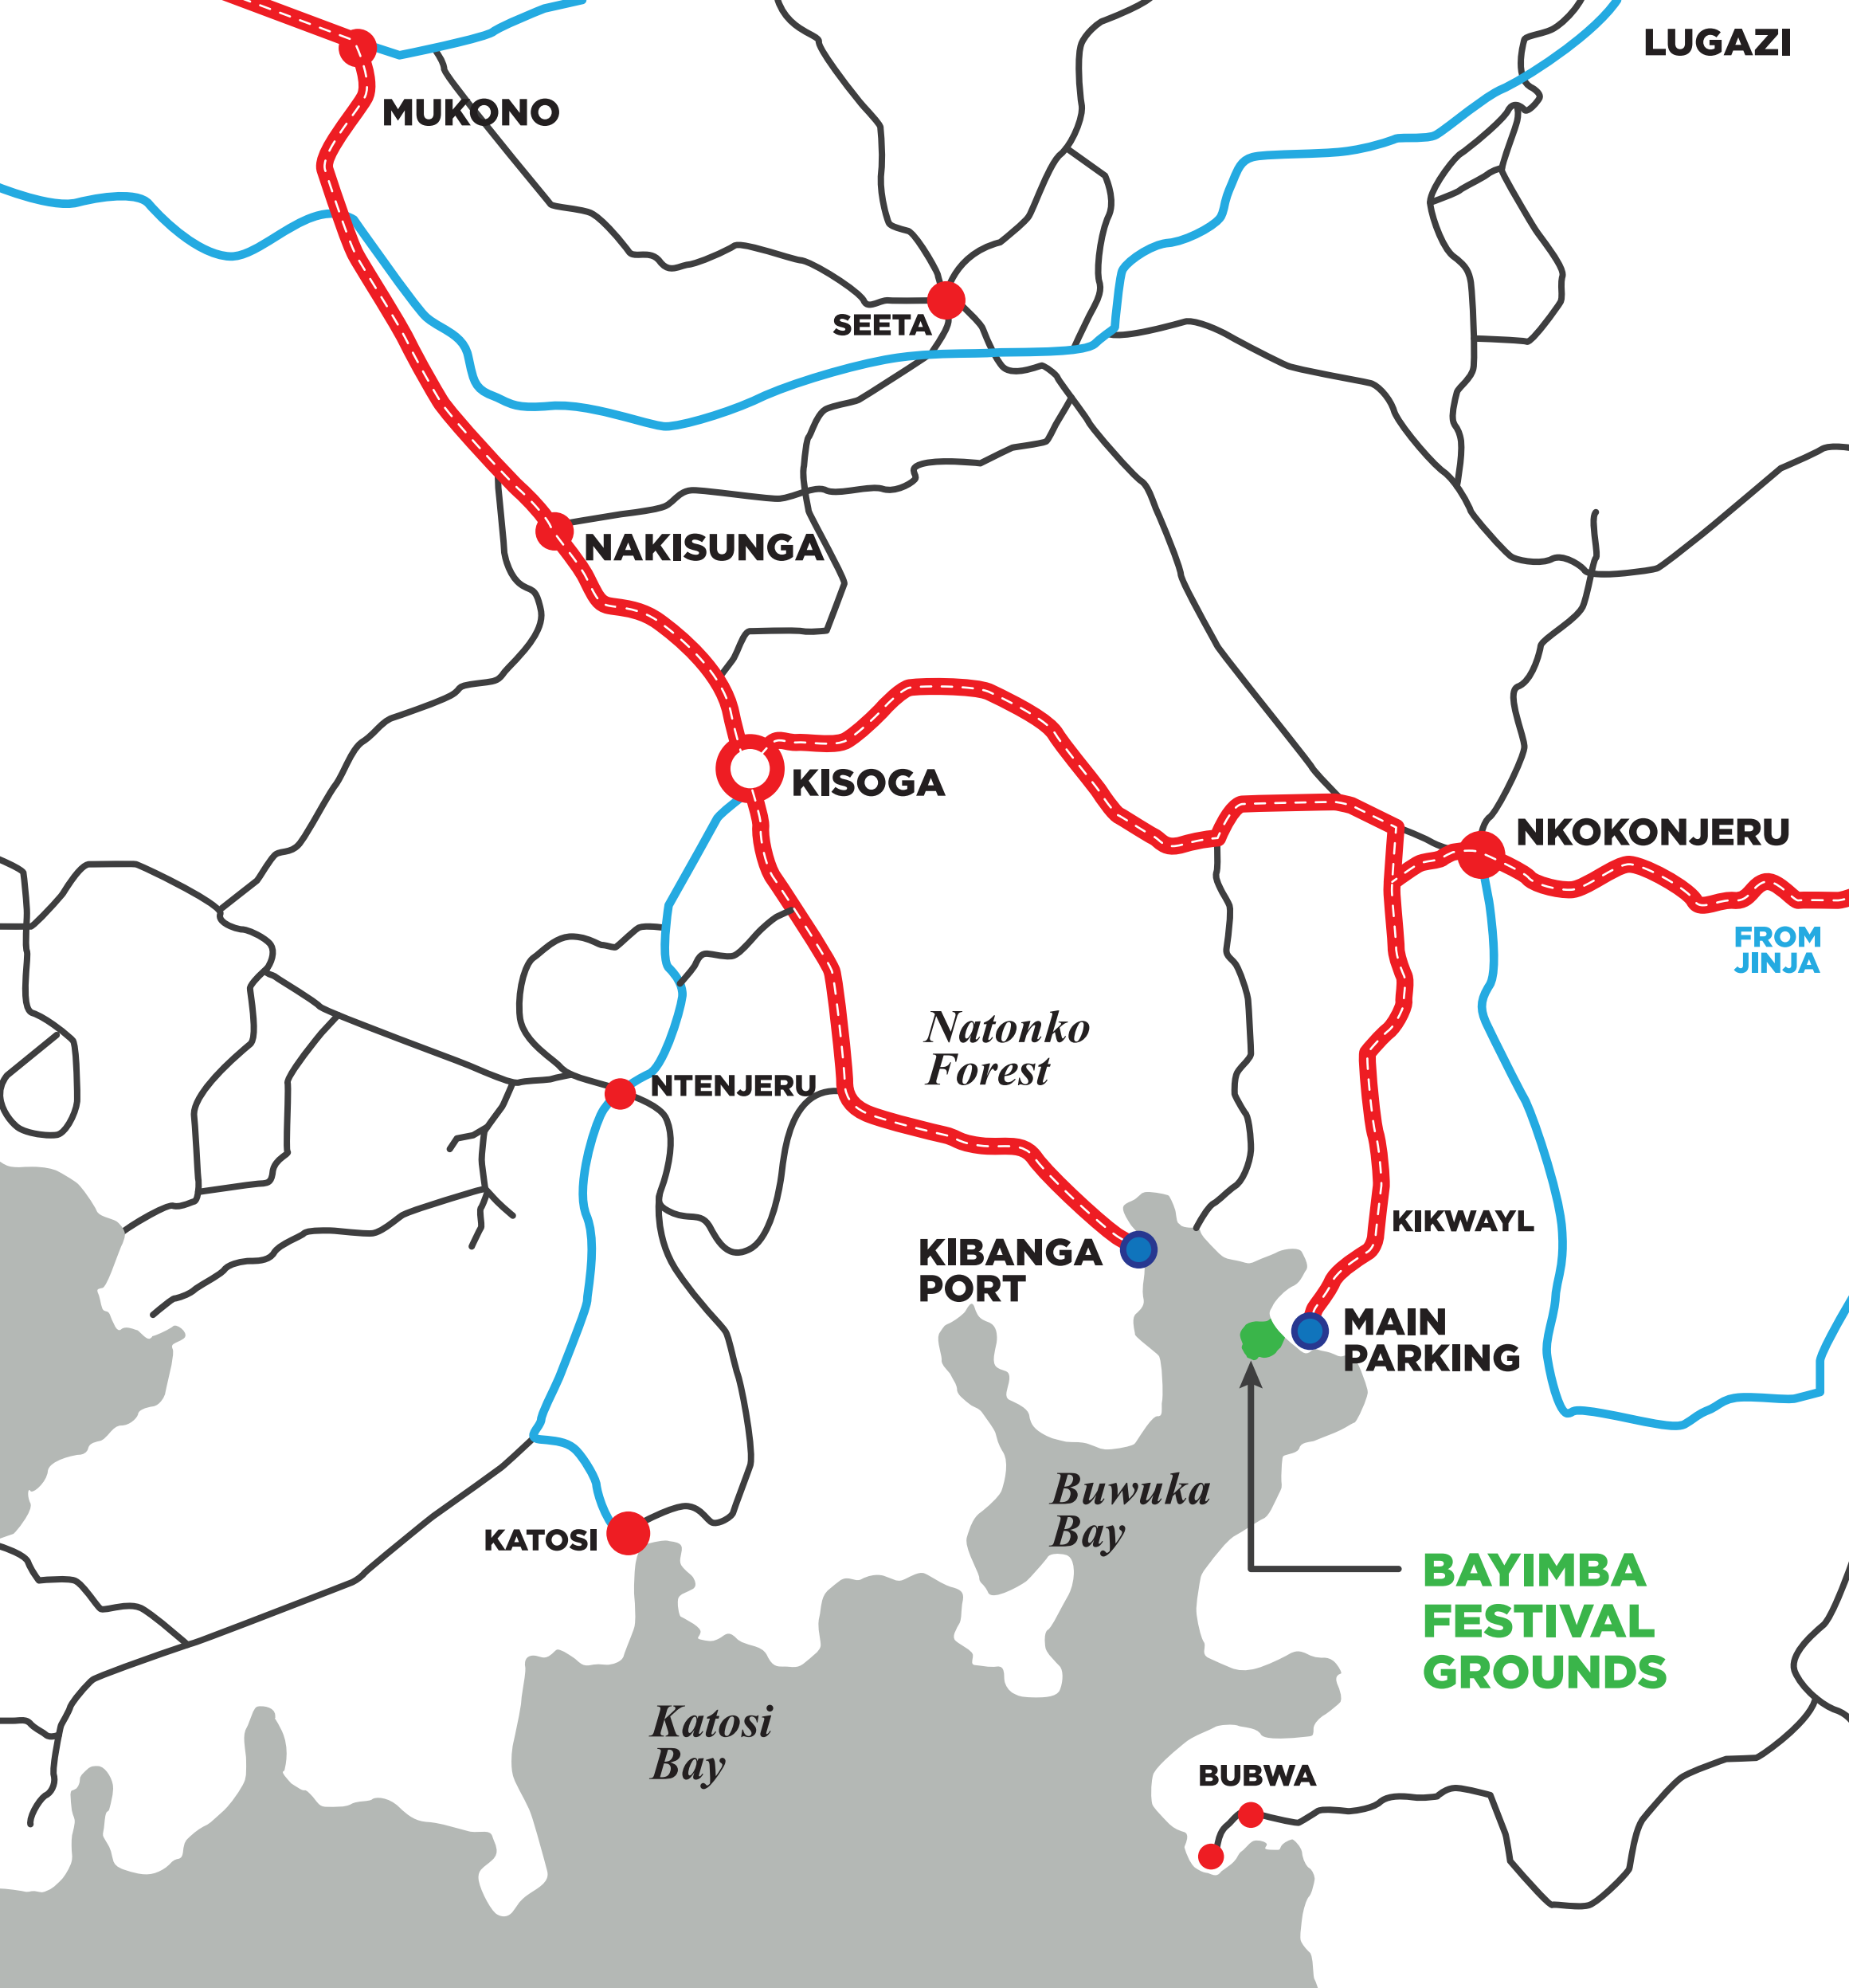 LUGAZI
MUKONO
SEETA
NAKISUNGA
KISOGA
NKOKONJERU
FROM
JINJA
Natonko
Forest
NTENJERU
KIKWAYL
KIBANGA
PORT
MAIN
PARKING
Buwuka
Bay
KATOSI
BAYIMBA
FESTIVAL
GROUNDS
Katosi
Bay
BUBWA